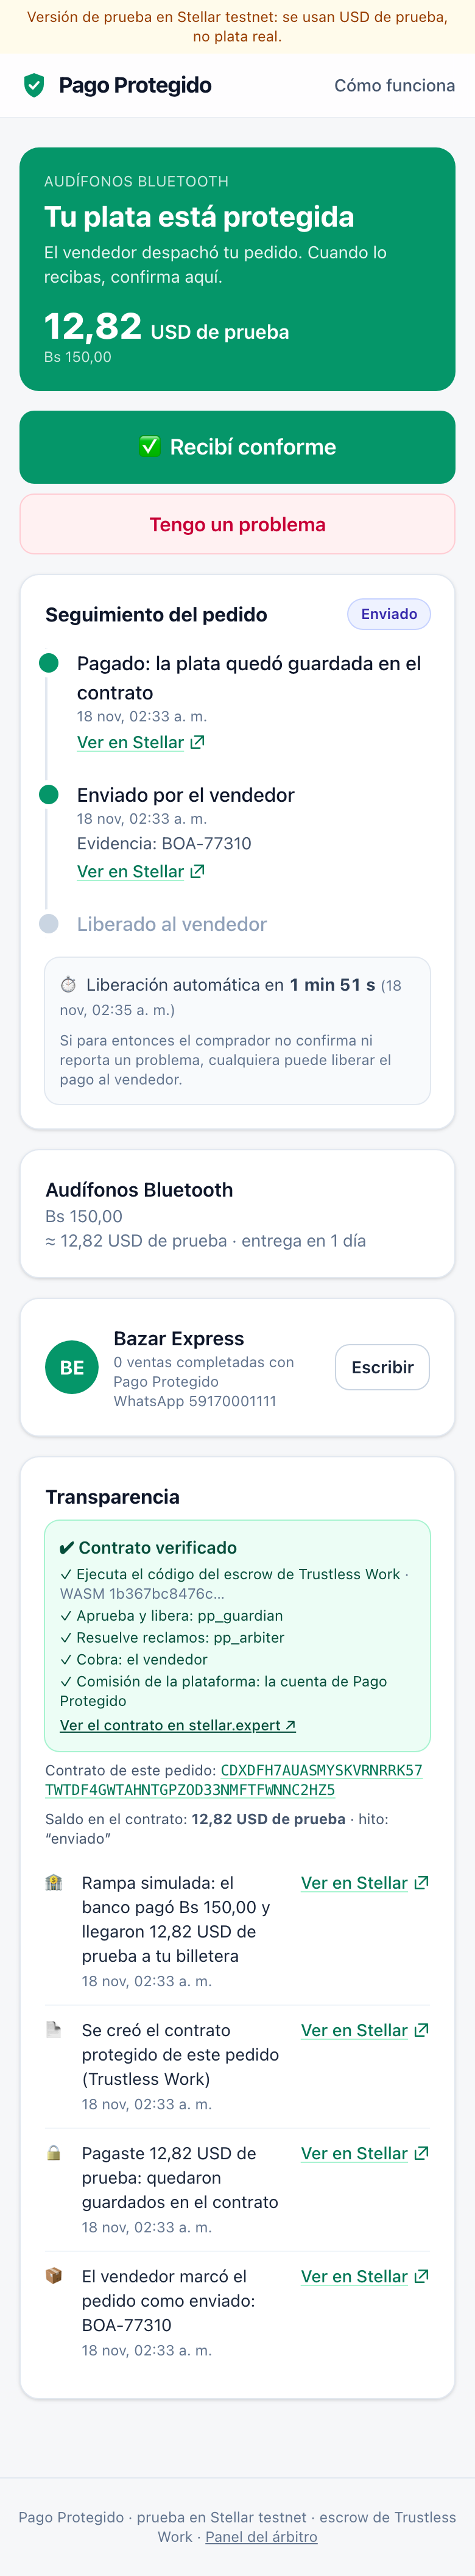 Versión de prueba en Stellar testnet: se usan USD de prueba,
no plata real.
Pago Protegido
Cómo funciona
AUDÍFONOS BLUETOOTH
Tu plata está protegida
El vendedor despachó tu pedido. Cuando lo
recibas, confirma aquí.
12,82 USD de prueba
Bs 150,00
✅ Recibí conforme
Tengo un problema
Seguimiento del pedido
Enviado
Pagado: la plata quedó guardada en el
contrato
18 nov, 02:33 a. m.
Ver en Stellar
Enviado por el vendedor
18 nov, 02:33 a. m.
Evidencia: BOA-77310
Ver en Stellar
Liberado al vendedor
⏱ Liberación automática en 1 min 51 s (18
nov, 02:35 a. m.)
Si para entonces el comprador no confirma ni
reporta un problema, cualquiera puede liberar el
pago al vendedor.
Audífonos Bluetooth
Bs 150,00
≈ 12,82 USD de prueba · entrega en 1 día
BE
Bazar Express
0 ventas completadas con
Pago Protegido
WhatsApp 59170001111
Escribir
Transparencia
✔ Contrato verificado
✓ Ejecuta el código del escrow de Trustless Work ·
WASM 1b367bc8476c…
✓ Aprueba y libera: pp_guardian
✓ Resuelve reclamos: pp_arbiter
✓ Cobra: el vendedor
✓ Comisión de la plataforma: la cuenta de Pago
Protegido
Ver el contrato en stellar.expert ↗
Contrato de este pedido: CDXDFH7AUASMYSKVRNRRK57
TWTDF4GWTAHNTGPZOD33NMFTFWNNC2HZ5
Saldo en el contrato: 12,82 USD de prueba · hito:
“enviado”
Rampa simulada: el
banco pagó Bs 150,00 y
llegaron 12,82 USD de
prueba a tu billetera
18 nov, 02:33 a. m.
Ver en Stellar
Se creó el contrato
protegido de este pedido
(Trustless Work)
18 nov, 02:33 a. m.
Ver en Stellar
Pagaste 12,82 USD de
prueba: quedaron
guardados en el contrato
18 nov, 02:33 a. m.
Ver en Stellar
El vendedor marcó el
pedido como enviado:
BOA-77310
18 nov, 02:33 a. m.
Ver en Stellar
Pago Protegido · prueba en Stellar testnet · escrow de Trustless
Work · Panel del árbitro